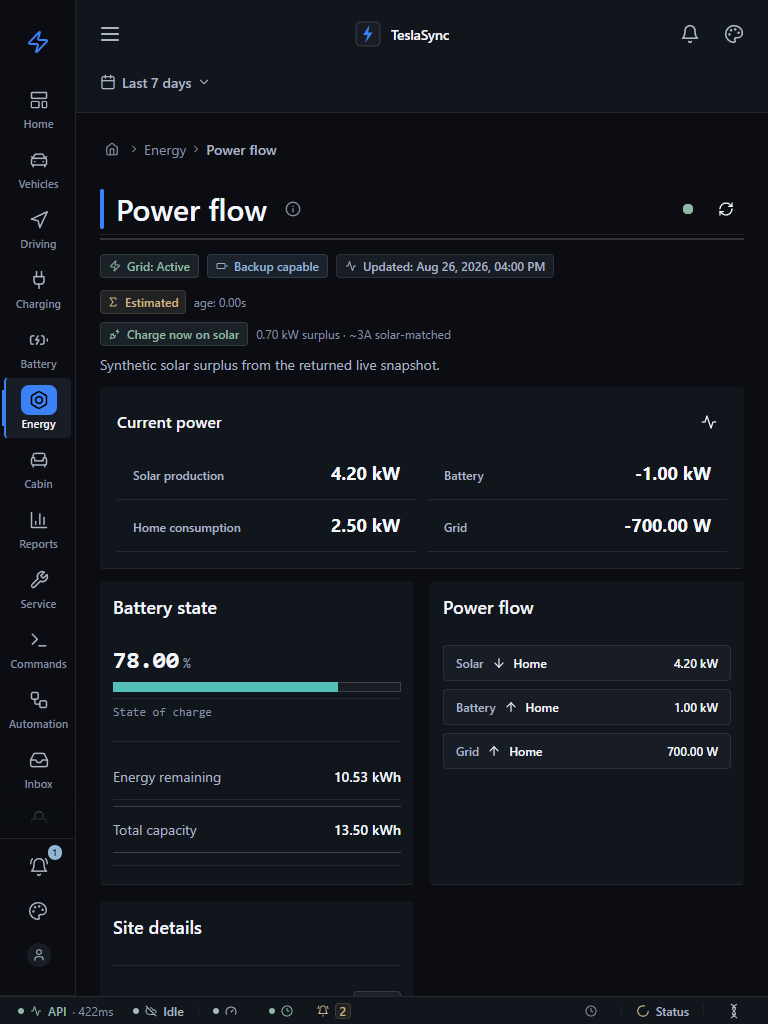 TeslaSync
Last 7 days
Home
Vehicles
Driving
Charging
Battery
Energy
Cabin
Reports
Service
Commands
Automation
Inbox
1
Energy > Power flow
Power flow
Grid: Active
Backup capable
Updated: Aug 26, 2026, 04:00 PM
Estimated age: 0.00s
Charge now on solar 0.70 kW surplus · ~3A solar-matched
Synthetic solar surplus from the returned live snapshot.
Current power
Solar production 4.20 kW
Battery -1.00 kW
Home consumption 2.50 kW
Grid -700.00 W
Battery state
78.00 %
State of charge
Energy remaining 10.53 kWh
Total capacity 13.50 kWh
Power flow
Solar ↓ Home 4.20 kW
Battery ↑ Home 1.00 kW
Grid ↑ Home 700.00 W
Site details
API · 422ms
Idle
2
Status